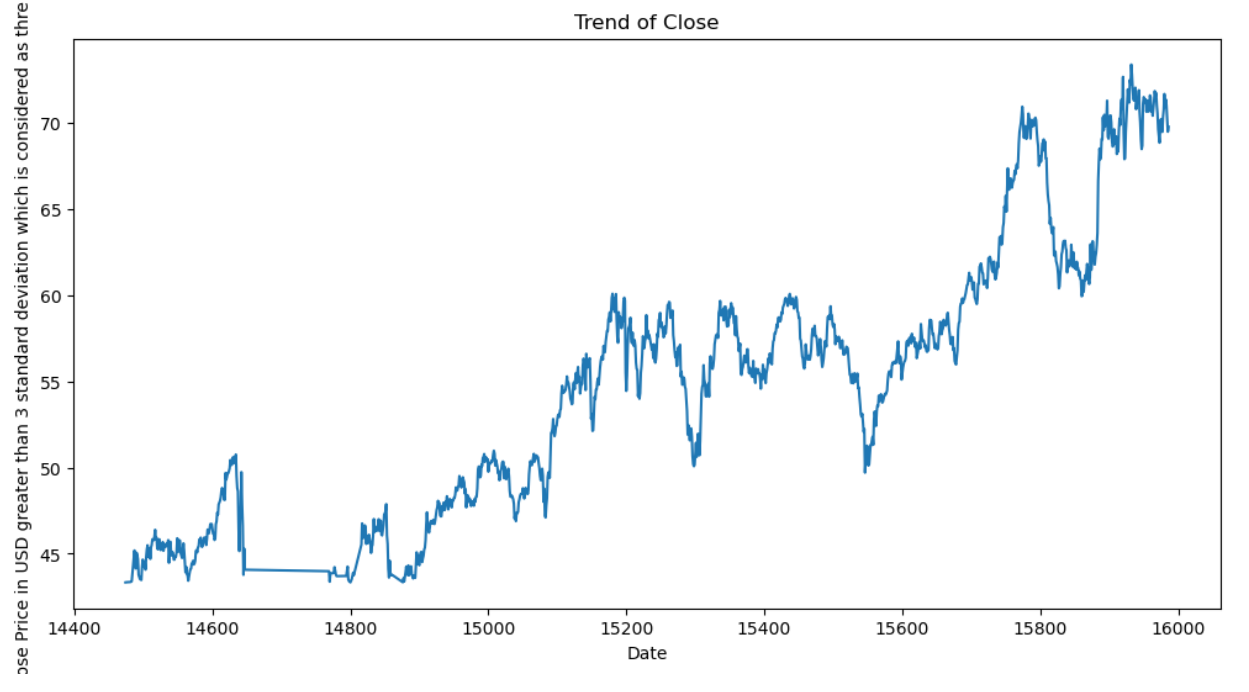 Trend of Close
ose Price in USD greater than 3 standard deviation which is considered as thre
70
65
60
55
50
45
14400 14600 14800 15000 15200 15400 15600 15800 16000
Date